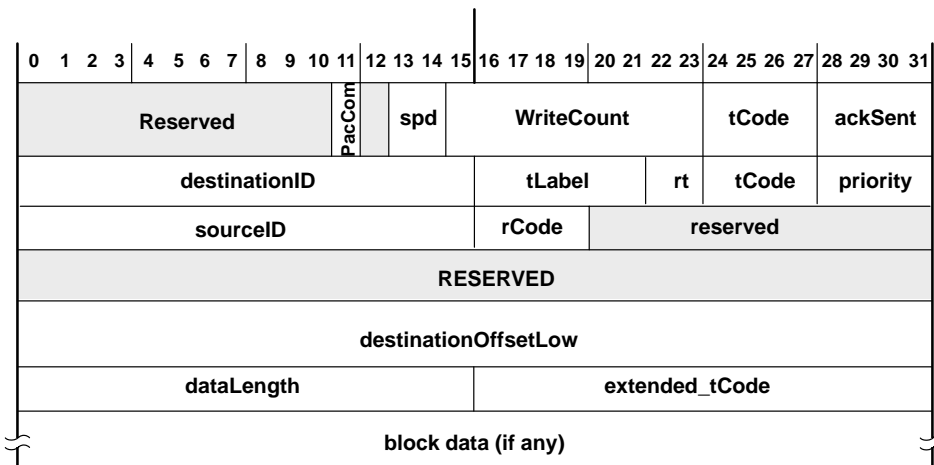 0 1 2 3 4 5 6 7 8 9 10 11 12 13 14 15 16 17 18 19 20 21 22 23 24 25 26 27 28 29 30 31
Reserved PacCom spd WriteCount tCode ackSent
destinationID tLabel rt tCode priority
sourceID rCode reserved
RESERVED
destinationOffsetLow
dataLength extended_tCode
block data (if any)